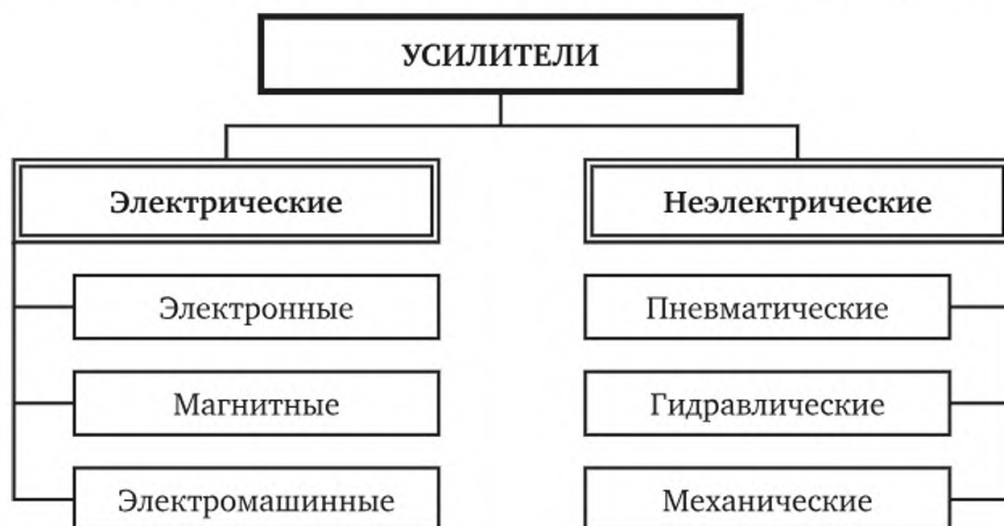 УСИЛИТЕЛИ
Электрические
Неэлектрические
Электронные
Пневматические
Магнитные
Гидравлические
Электромашинные
Механические